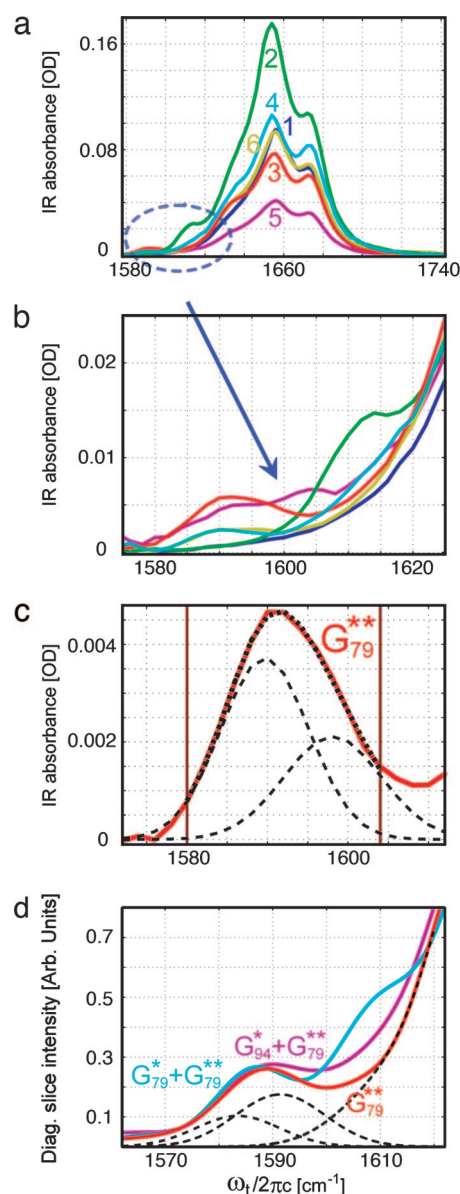 a
IR absorbance [OD]
0.16
0.08
0
2
4
1
6
3
5
1580 1660 1740
b
IR absorbance [OD]
0.02
0.01
0
1580 1600 1620
c
IR absorbance [OD]
0.004
0.002
0
G**79
1580 1600
d
Diag. slice intensity [Arb. Units]
0.7
0.5
0.3
0.1
G*79+G**79
G*94+G**79
G**79
1570 1590 1610
ωt/2πc [cm-1]